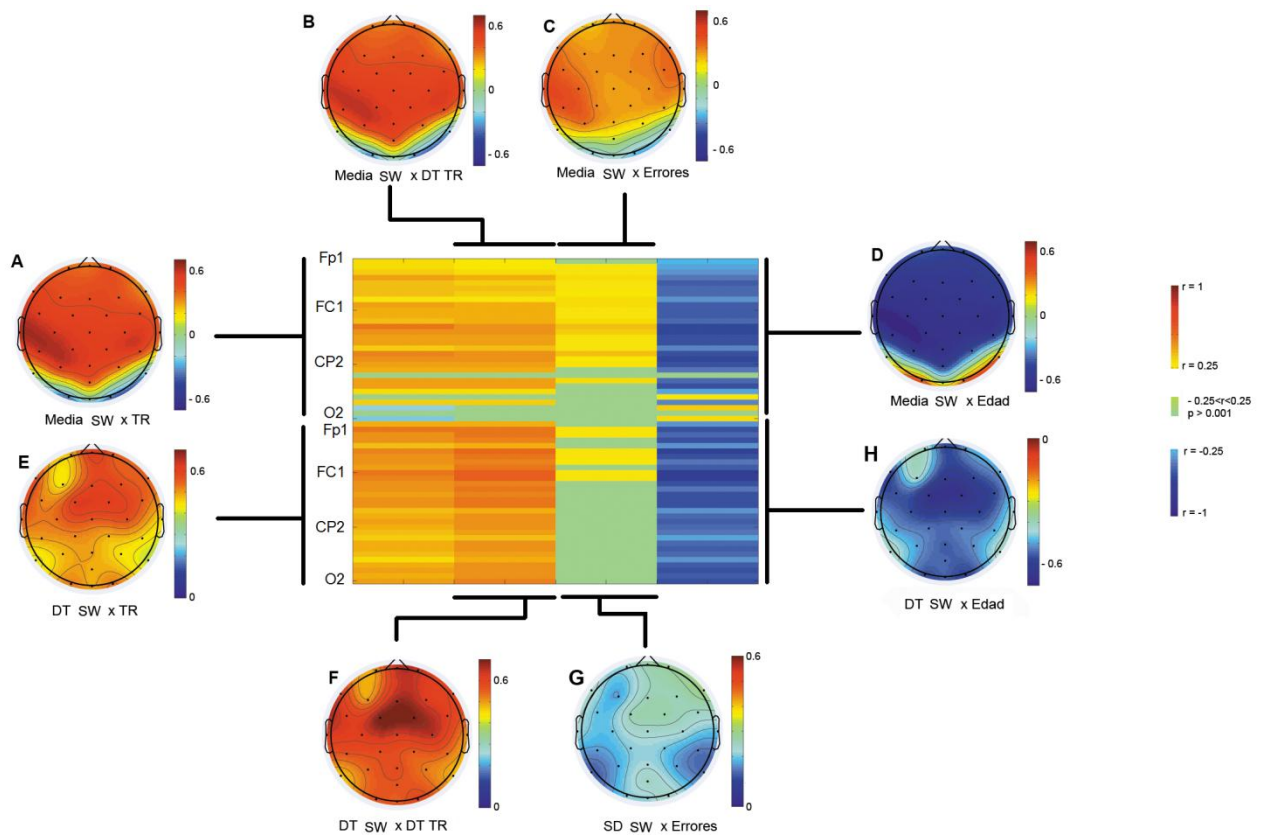 B
0.6
0
- 0.6
Media SW x DT TR
C
0.6
0
- 0.6
Media SW x Errores
A
0.6
0
- 0.6
Media SW x TR
Fp1
FC1
CP2
O2
Fp1
FC1
CP2
O2
D
0.6
0
- 0.6
Media SW x Edad
r = 1
r = 0.25
- 0.25<r<0.25
p > 0.001
r = -0.25
r = -1
E
0.6
0
DT SW x TR
H
0
- 0.6
DT SW x Edad
F
0.6
0
DT SW x DT TR
G
0.6
0
SD SW x Errores